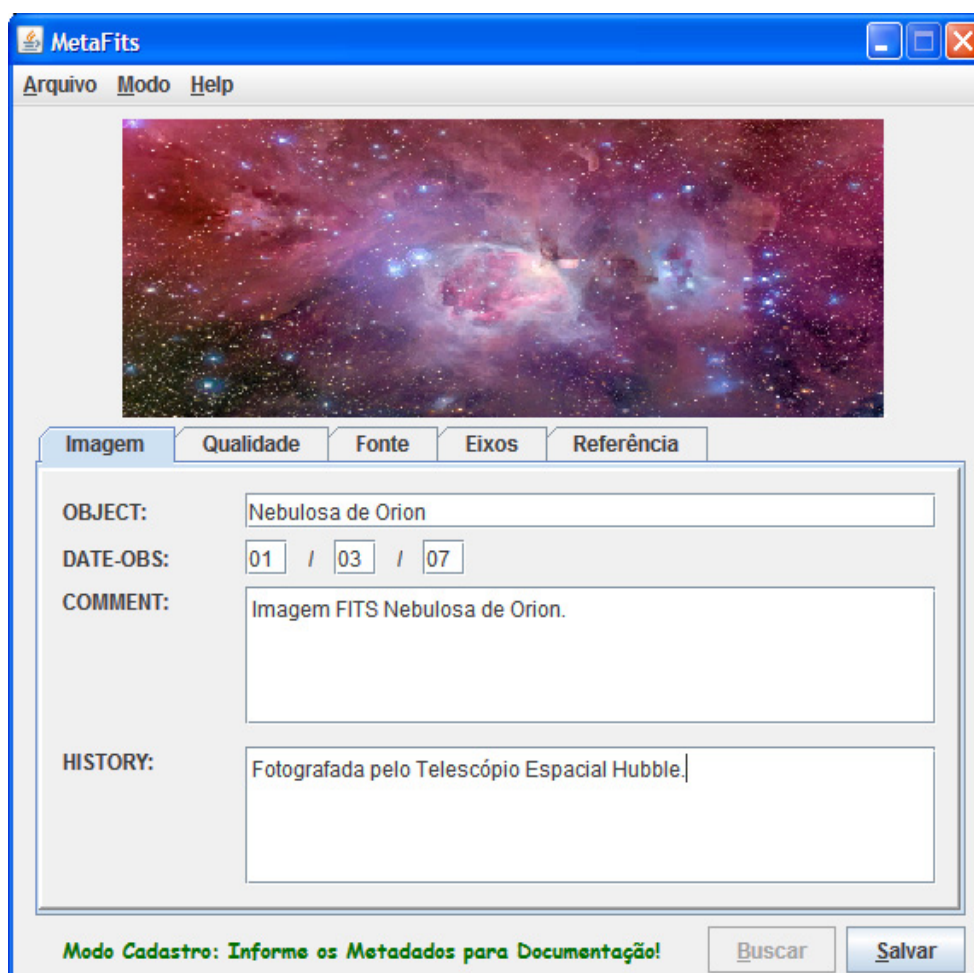 MetaFits
Arquivo Modo Help
Imagem Qualidade Fonte Eixos Referência
OBJECT: Nebulosa de Orion
DATE-OBS: 01 / 03 / 07
COMMENT: Imagem FITS Nebulosa de Orion.
HISTORY: Fotografada pelo Telescópio Espacial Hubble.
Modo Cadastro: Informe os Metadados para Documentação! Buscar Salvar